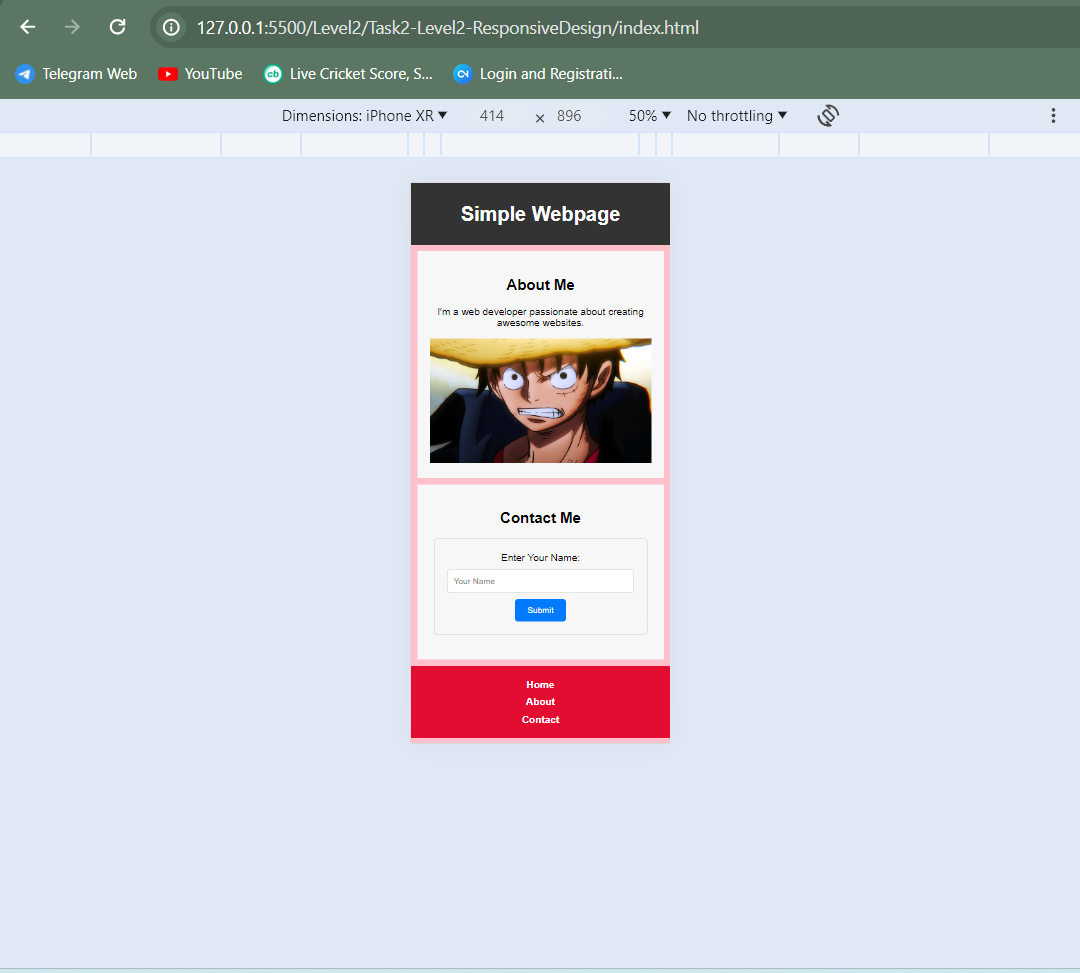 127.0.0.1:5500/Level2/Task2-Level2-ResponsiveDesign/index.html
Telegram Web YouTube cb Live Cricket Score, S... CN Login and Registrati...
Dimensions: iPhone XR 414 × 896 50% No throttling
Simple Webpage
About Me
I'm a web developer passionate about creating
awesome websites.
Contact Me
Enter Your Name:
Your Name
Submit
Home
About
Contact